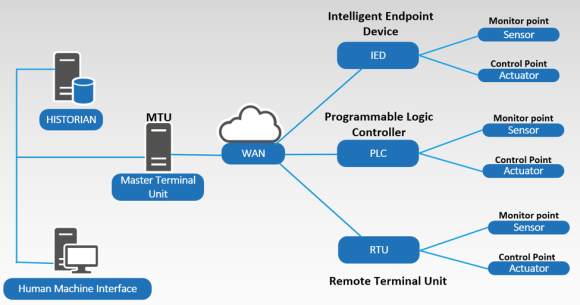 Intelligent Endpoint
Device
IED
Monitor point
Sensor
Control Point
Actuator
HISTORIAN
MTU
Master Terminal
Unit
WAN
Programmable Logic
Controller
PLC
Monitor point
Sensor
Control Point
Actuator
Human Machine Interface
RTU
Remote Terminal Unit
Monitor point
Sensor
Control Point
Actuator